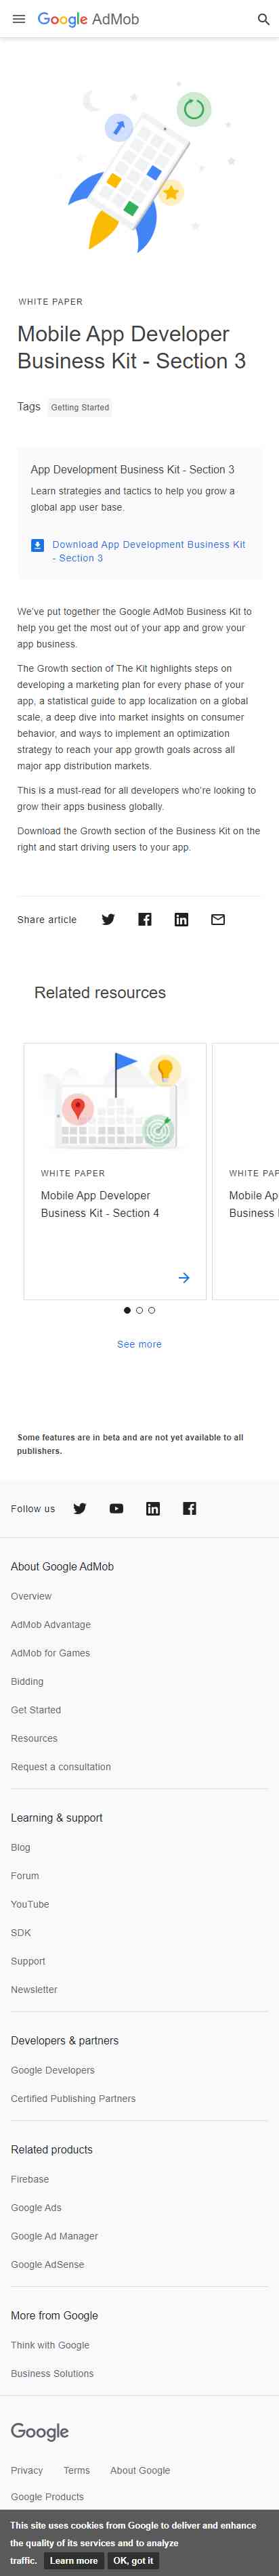 Google AdMob
WHITE PAPER
Mobile App Developer
Business Kit - Section 3
Tags Getting Started
App Development Business Kit - Section 3
Learn strategies and tactics to help you grow a
global app user base.
Download App Development Business Kit
- Section 3
We've put together the Google AdMob Business Kit to
help you get the most out of your app and grow your
app business.
The Growth section of The Kit highlights steps on
developing a marketing plan for every phase of your
app, a statistical guide to app localization on a global
scale, a deep dive into market insights on consumer
behavior, and ways to implement an optimization
strategy to reach your app growth goals across all
major app distribution markets.
This is a must-read for all developers who're looking to
grow their apps business globally.
Download the Growth section of the Business Kit on the
right and start driving users to your app.
Share article
Related resources
WHITE PAPER
Mobile App Developer
Business Kit - Section 4
WHITE PAP
Mobile Ap
Business
See more
Some features are in beta and are not yet available to all
publishers.
Follow us
About Google AdMob
Overview
AdMob Advantage
AdMob for Games
Bidding
Get Started
Resources
Request a consultation
Learning & support
Blog
Forum
YouTube
SDK
Support
Newsletter
Developers & partners
Google Developers
Certified Publishing Partners
Related products
Firebase
Google Ads
Google Ad Manager
Google AdSense
More from Google
Think with Google
Business Solutions
Google
Privacy Terms About Google
Google Products
This site uses cookies from Google to deliver and enhance
the quality of its services and to analyze
traffic. Learn more OK, got it